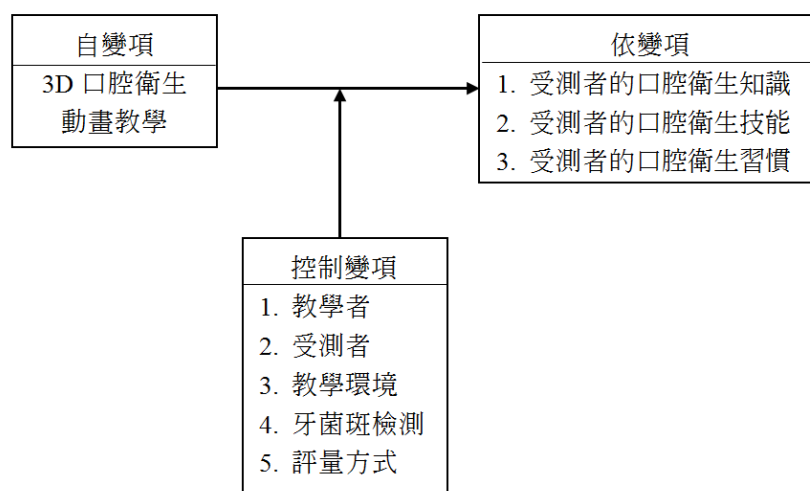 自變項
3D 口腔衛生
動畫教學
依變項
1. 受測者的口腔衛生知識
2. 受測者的口腔衛生技能
3. 受測者的口腔衛生習慣
控制變項
1. 教學者
2. 受測者
3. 教學環境
4. 牙菌斑檢測
5. 評量方式